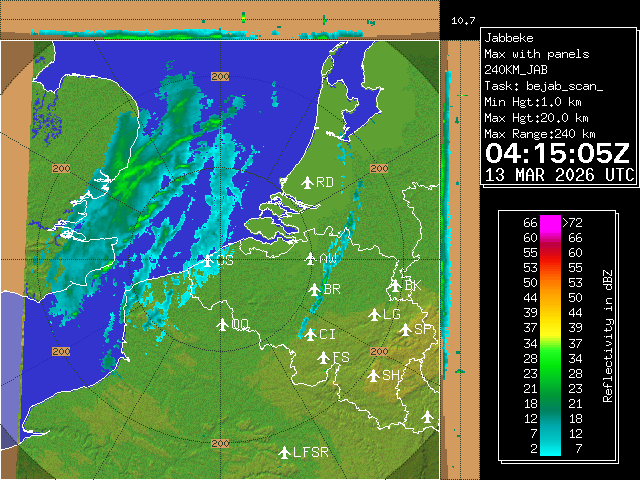 10.7
Jabbeke
Max with panels
240KM_JAB
Task: bejab_scan_
Min Hgt:1.0 km
Max Hgt:20.0 km
Max Range:240 km
04:15:05Z
13 MAR 2026 UTC
200
200
200
RD
AW
BR
BK
LG
QO
CI
SP
FS
SH
200
200
200
LFSR
66 >72
60 66
55 60
53 55
50 53
44 50
39 44
37 39
34 37
28 34
23 28
21 23
18 21
12 18
7 12
2 7
Reflectivity in dBZ